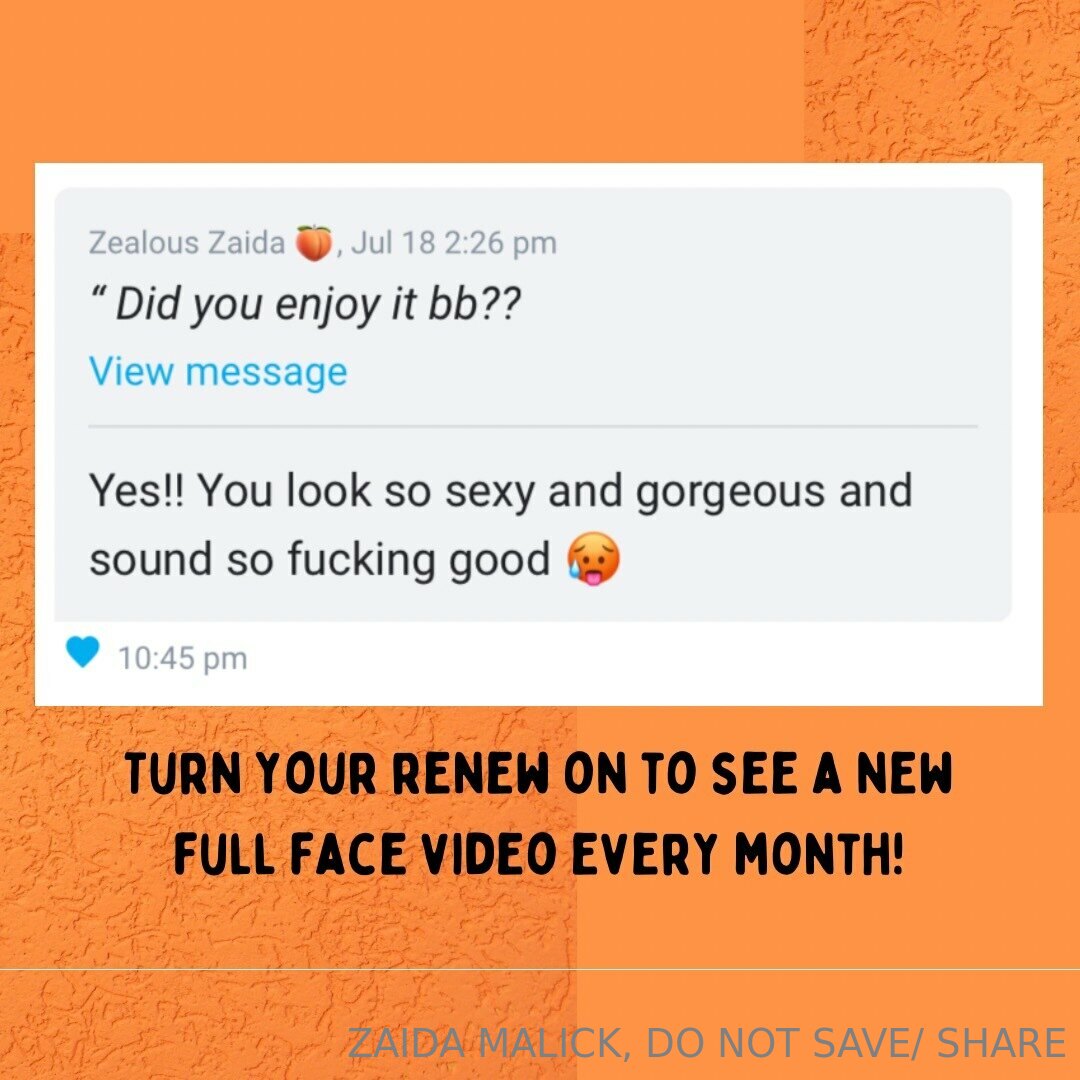 Zealous Zaida 🍑, Jul 18 2:26 pm
“ Did you enjoy it bb??
View message
Yes!! You look so sexy and gorgeous and
sound so fucking good 🥵
10:45 pm
TURN YOUR RENEW ON TO SEE A NEW
FULL FACE VIDEO EVERY MONTH!
ZAIDA MALICK, DO NOT SAVE/ SHARE